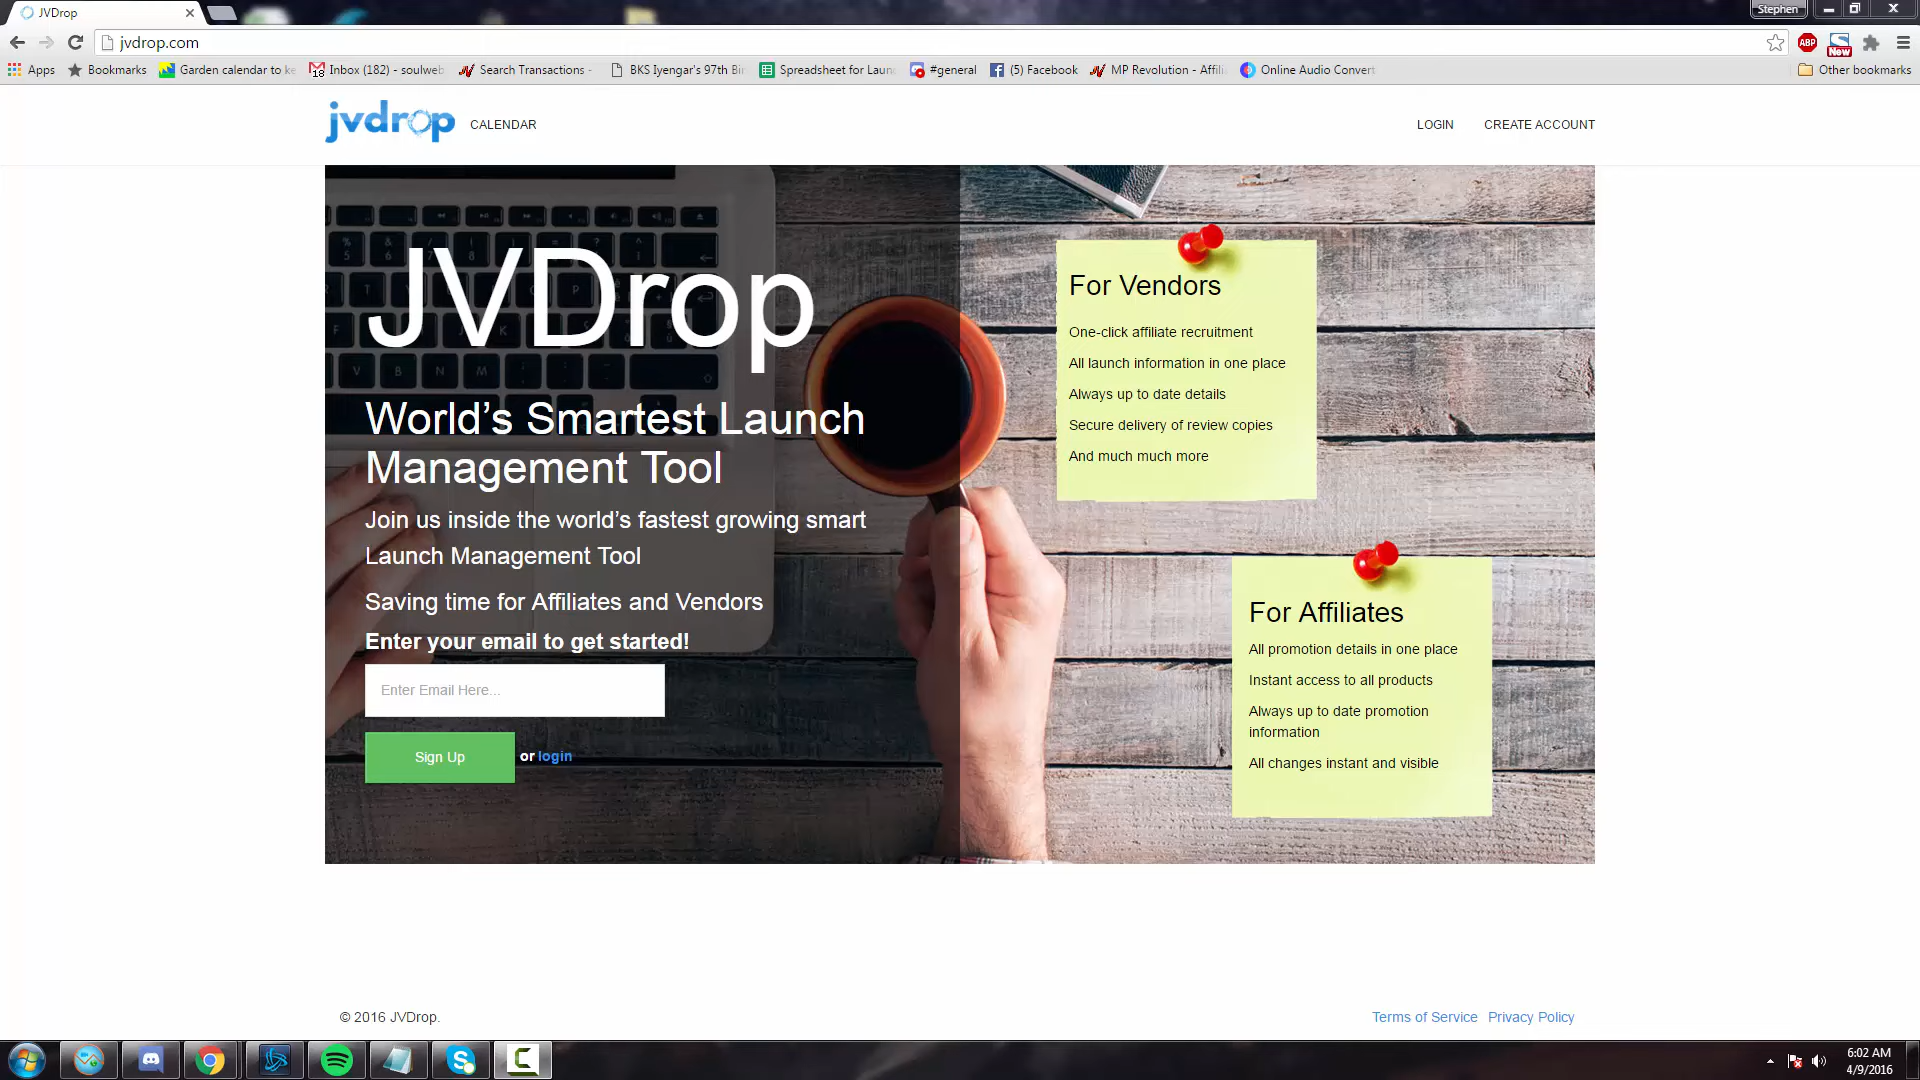 JVDrop
Stephen
jvdrop.com
ABP
New
Apps
Bookmarks
Garden calendar to ke
18
Inbox (182) - soulweb
Search Transactions -
BKS Iyengar's 97th Bir
Spreadsheet for Laun
#general
(5) Facebook
MP Revolution - Affili
Online Audio Convert
Other bookmarks
jvdrop
CALENDAR
LOGIN
CREATE ACCOUNT
JVDrop
World’s Smartest Launch
Management Tool
Join us inside the world’s fastest growing smart
Launch Management Tool
Saving time for Affiliates and Vendors
Enter your email to get started!
Enter Email Here...
Sign Up
or login
For Vendors
One-click affiliate recruitment
All launch information in one place
Always up to date details
Secure delivery of review copies
And much much more
For Affiliates
All promotion details in one place
Instant access to all products
Always up to date promotion
information
All changes instant and visible
© 2016 JVDrop.
Terms of Service
Privacy Policy
6:02 AM
4/9/2016